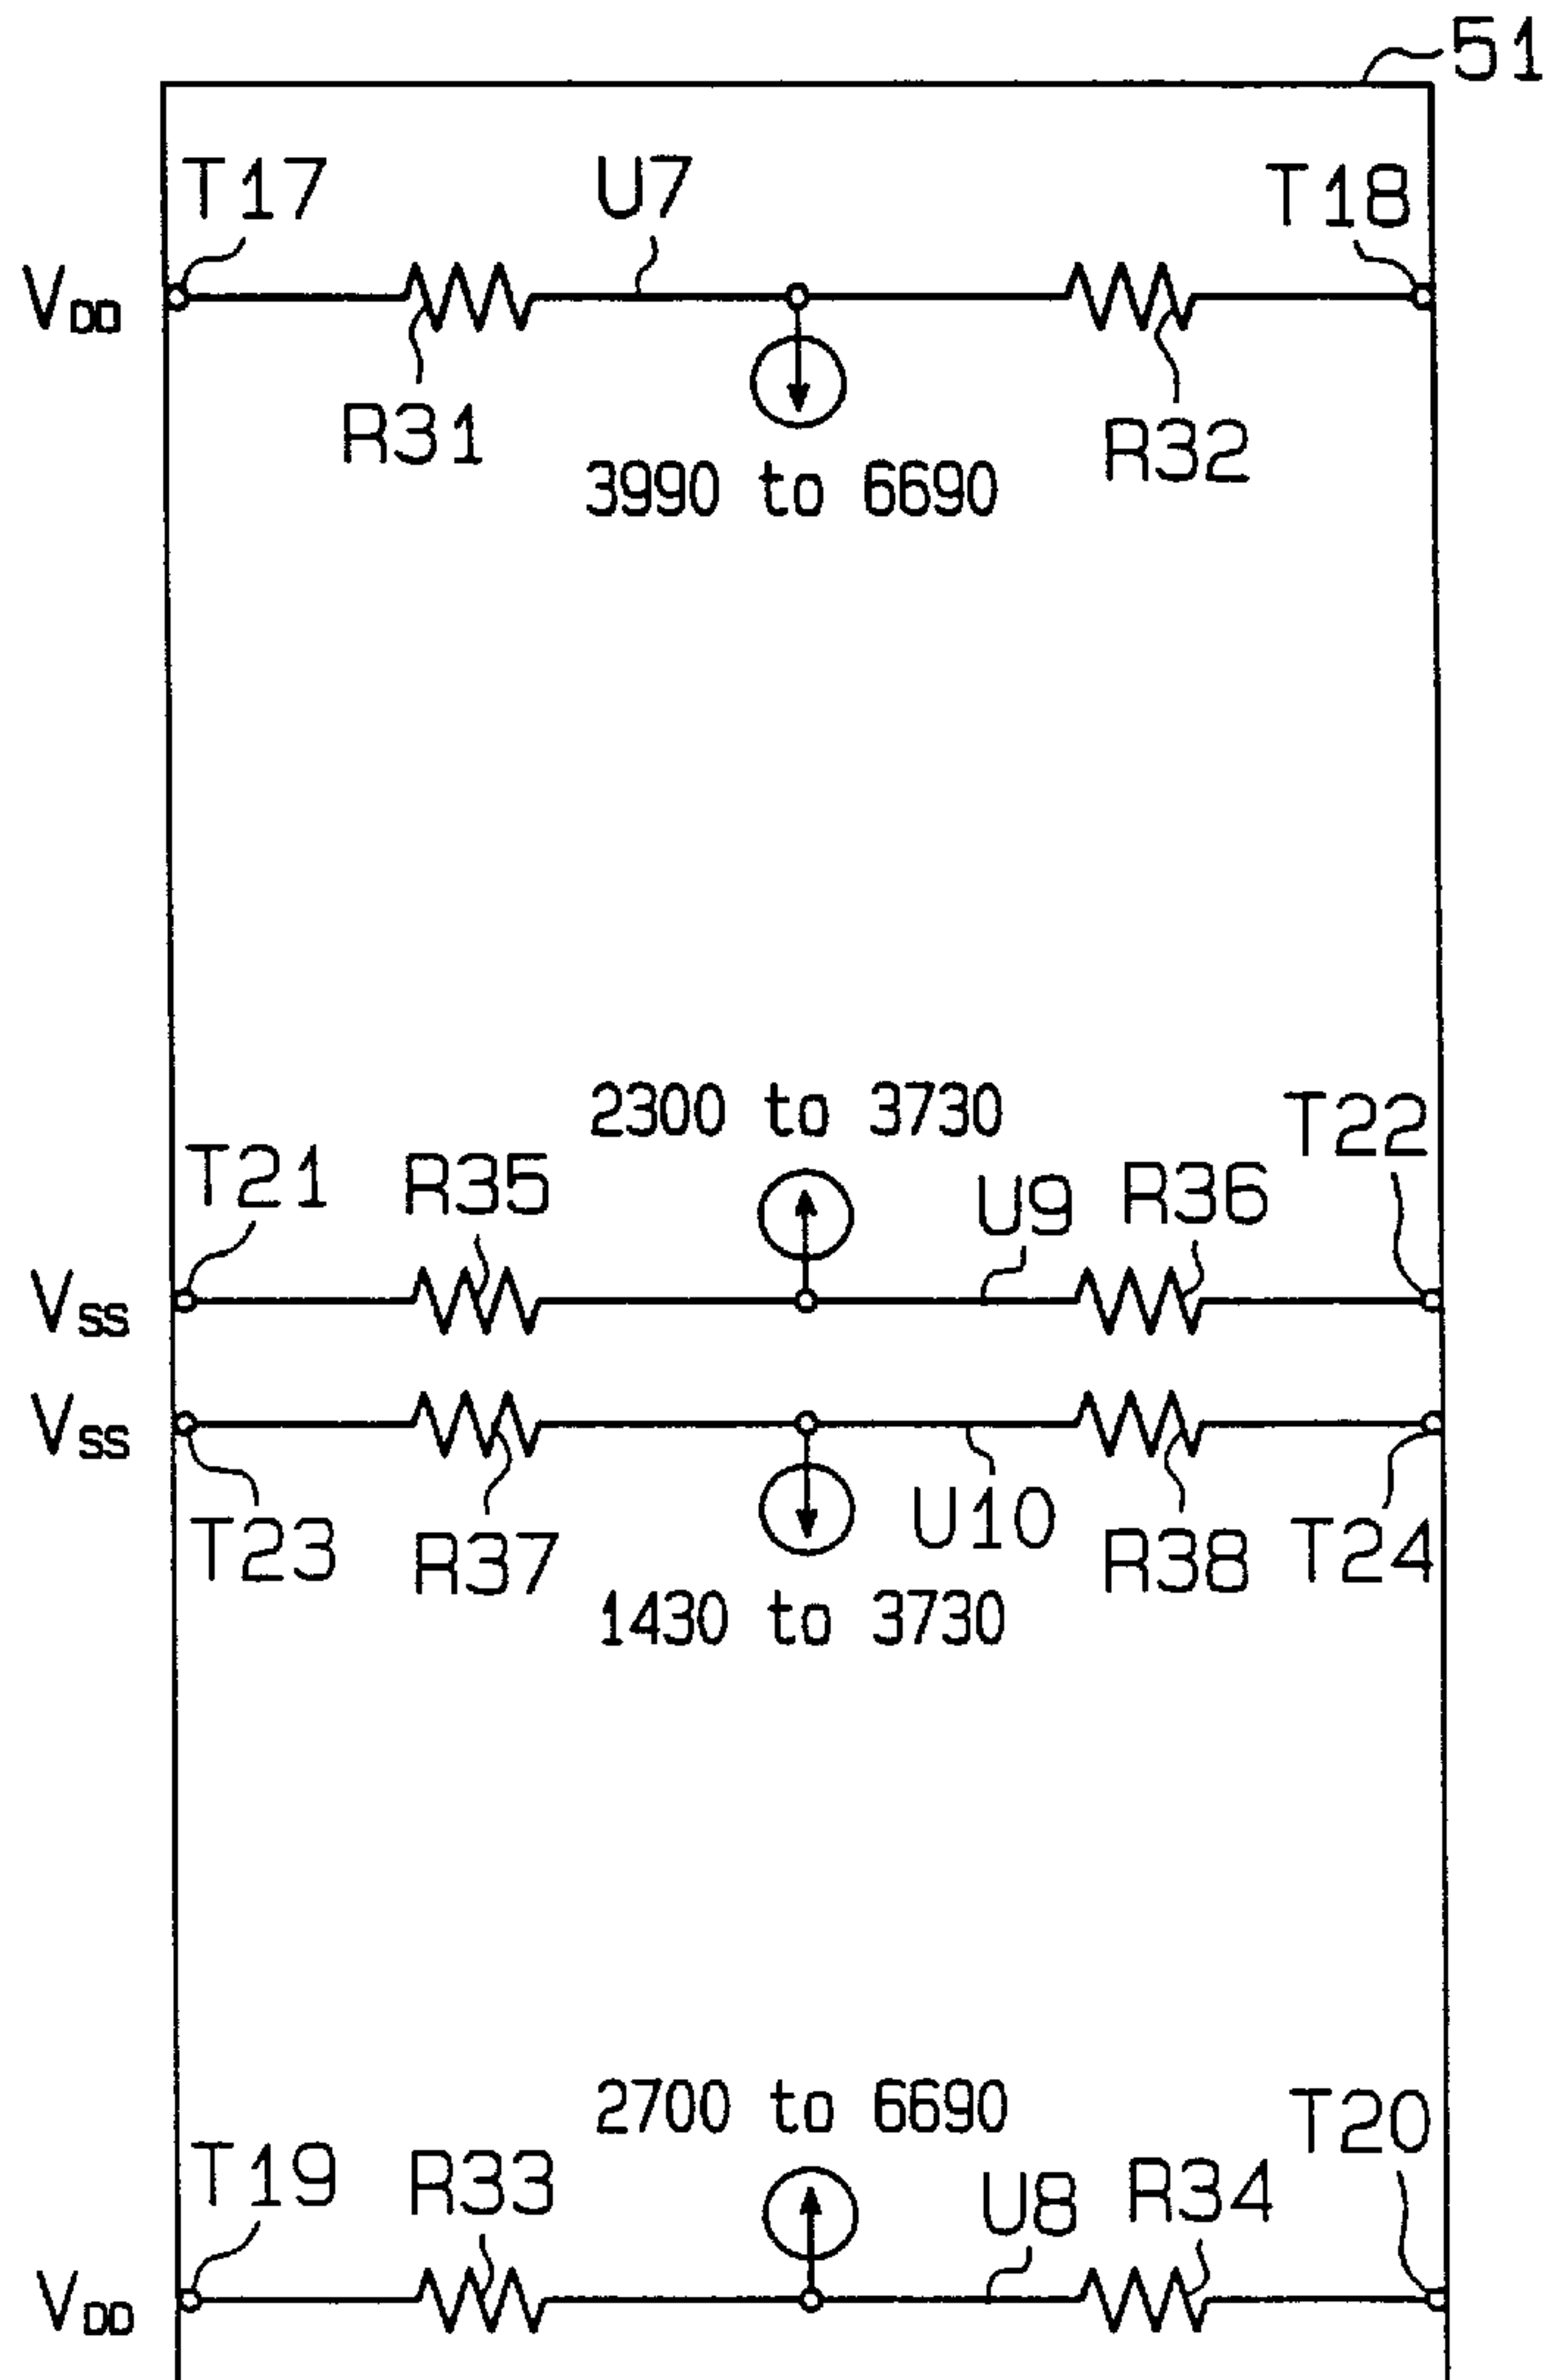 51
T17 U7 T18
VDD
R31 R32
3990 to 6690
2300 to 3730 T22
T21 R35 U9 R36
VSS
VSS
T23 R37 U10 R38 T24
1430 to 3730
2700 to 6690 T20
T19 R33 U8 R34
VDD